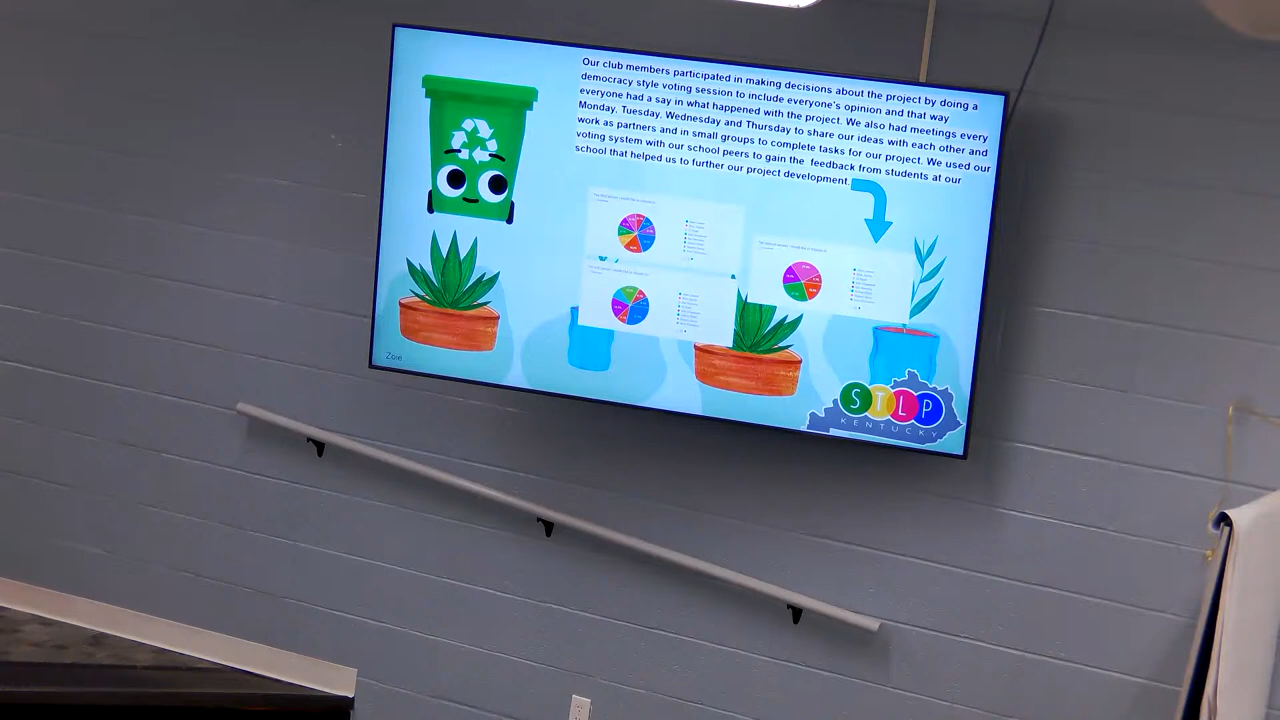 Our club members participated in making decisions about the project by doing a
democracy style voting session to include everyone's opinion and that way
everyone had a say in what happened with the project. We also had meetings every
Monday, Tuesday, Wednesday and Thursday to share our ideas with each other and
work as partners and in small groups to complete tasks for our project. We used our
voting system with our school peers to gain the feedback from students at our
school that helped us to further our project development.
Zoie
STLP
KENTUCKY